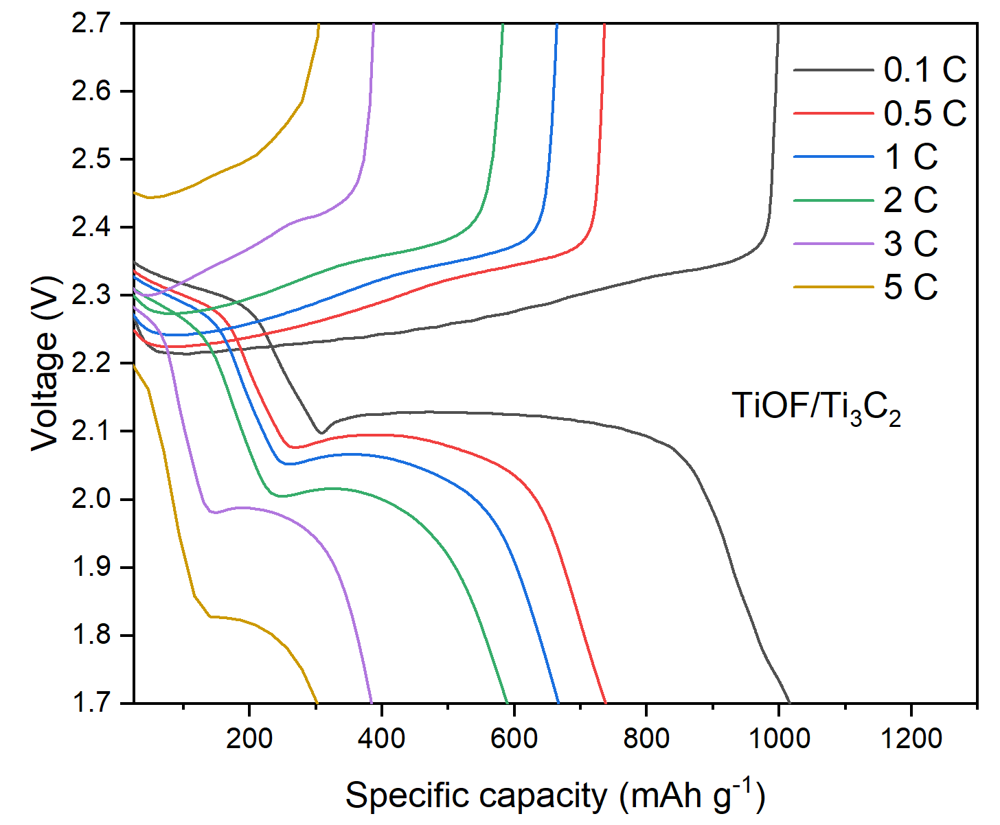 2.7
2.6
2.5
2.4
2.3
2.2
2.1
2.0
1.9
1.8
1.7
Voltage (V)
0.1 C
0.5 C
1 C
2 C
3 C
5 C
TiOF/Ti₃C₂
200 400 600 800 1000 1200
Specific capacity (mAh g⁻¹)